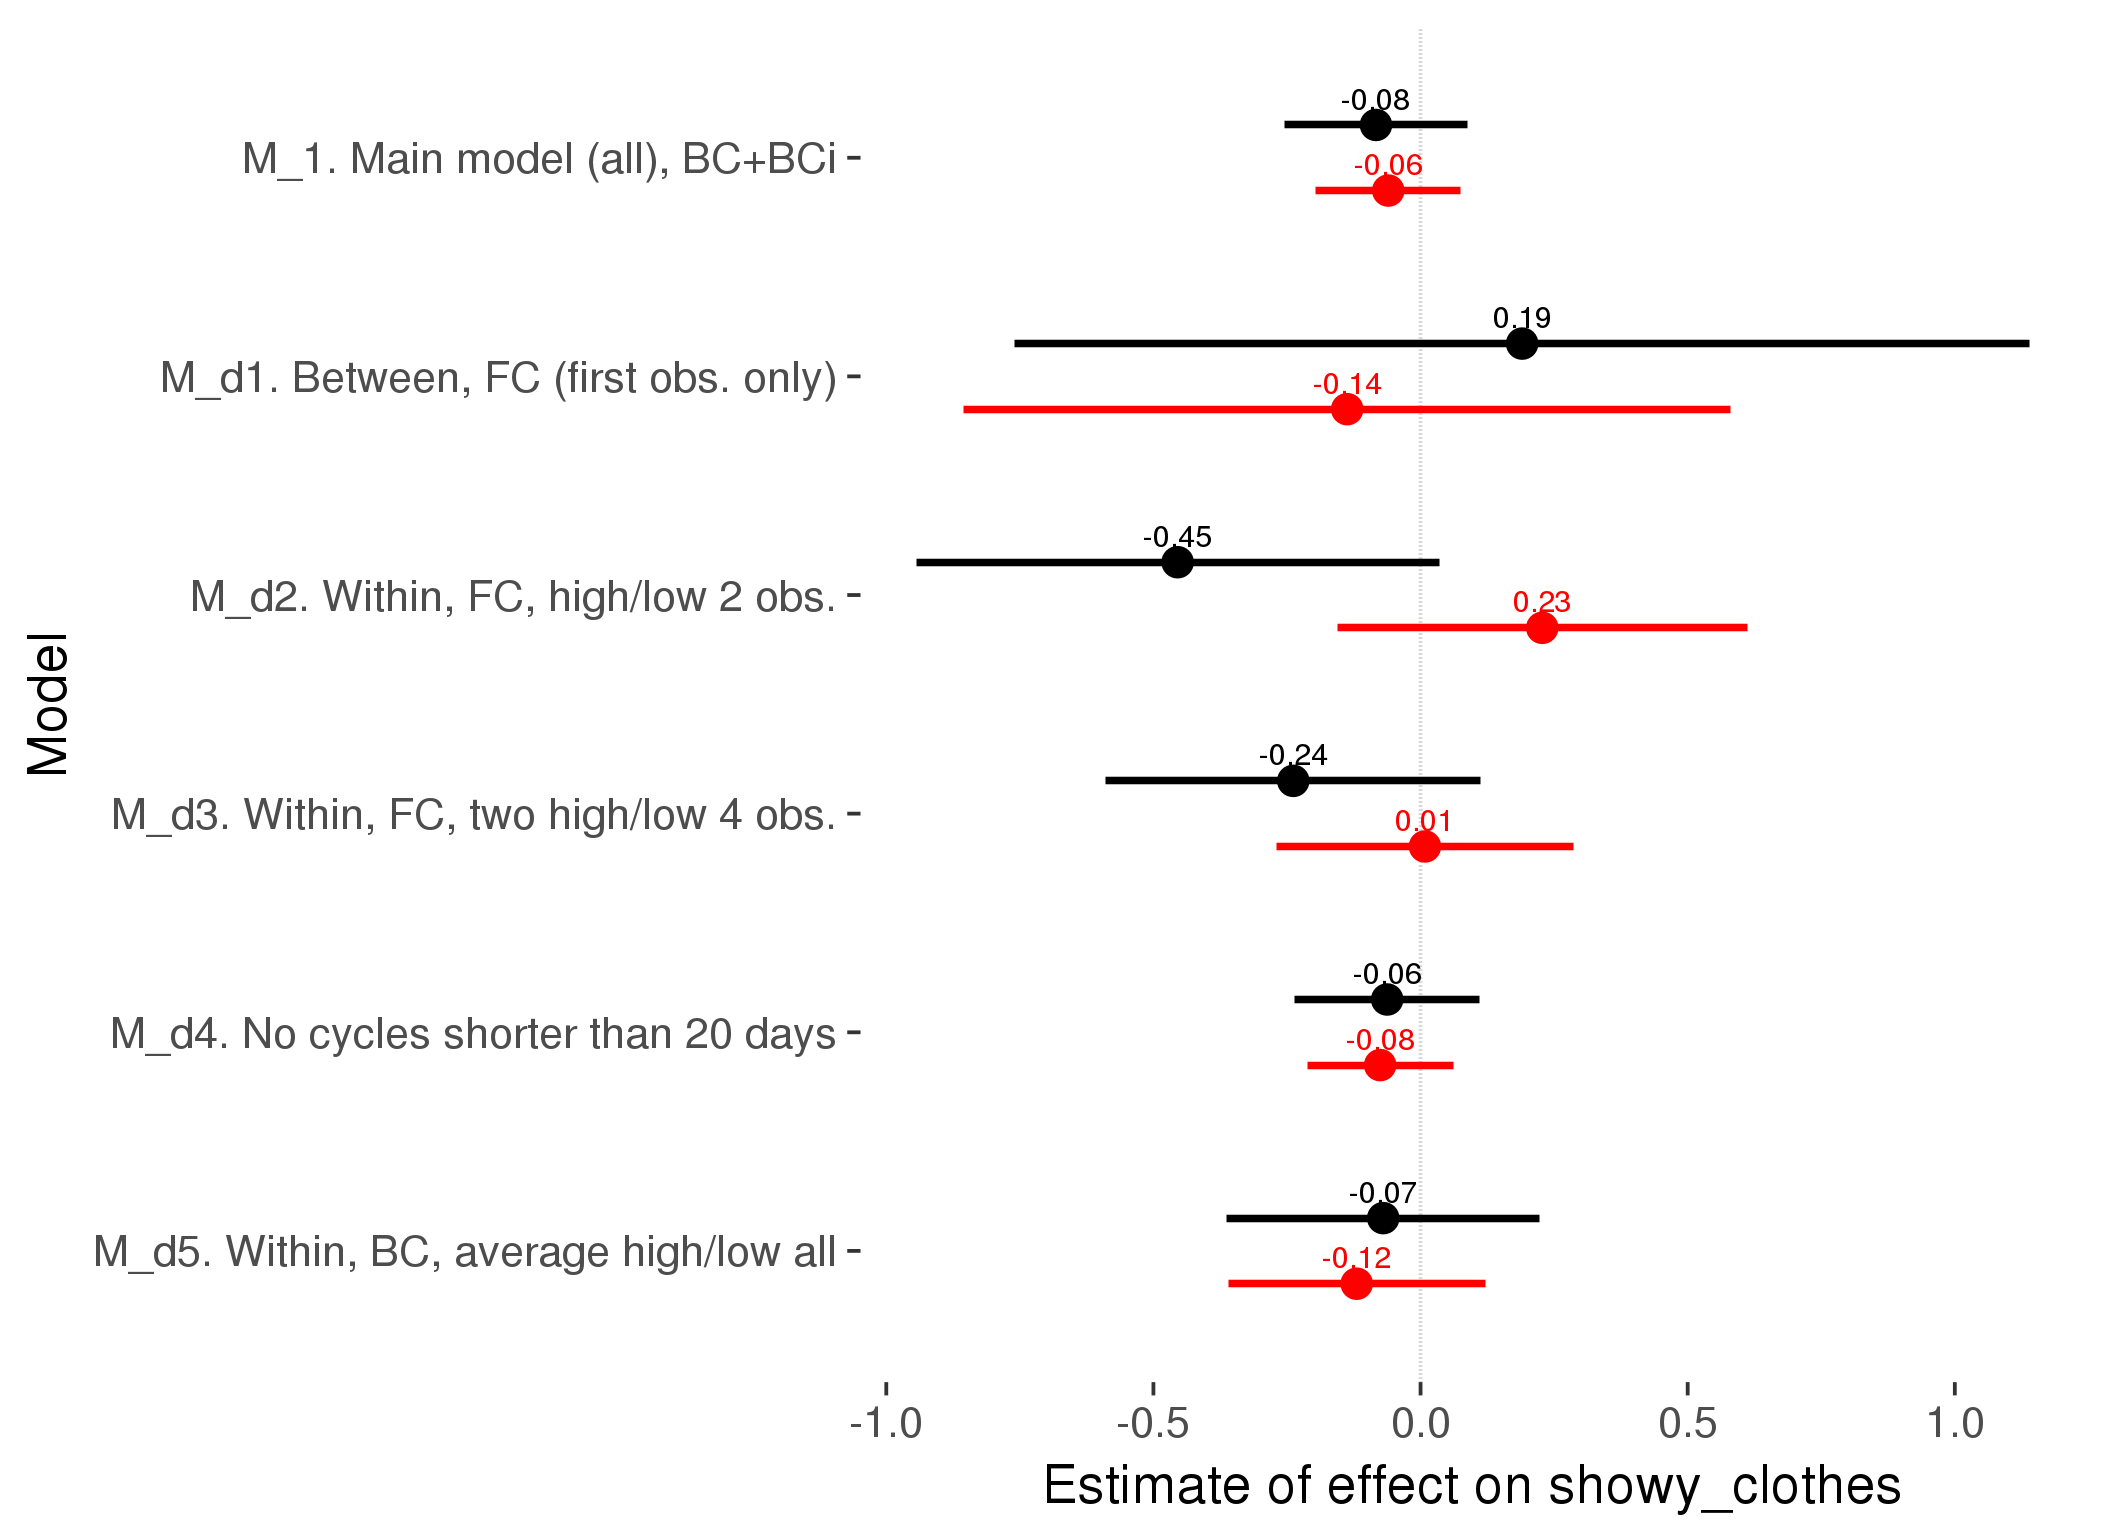 -0.08
M_1. Main model (all), BC+BCi
-0.06
0.19
M_d1. Between, FC (first obs. only)
-0.14
-0.45
M_d2. Within, FC, high/low 2 obs.
0.23
Model
-0.24
M_d3. Within, FC, two high/low 4 obs.
0.01
-0.06
M_d4. No cycles shorter than 20 days
-0.08
-0.07
M_d5. Within, BC, average high/low all
-0.12
-1.0 -0.5 0.0 0.5 1.0
Estimate of effect on showy_clothes